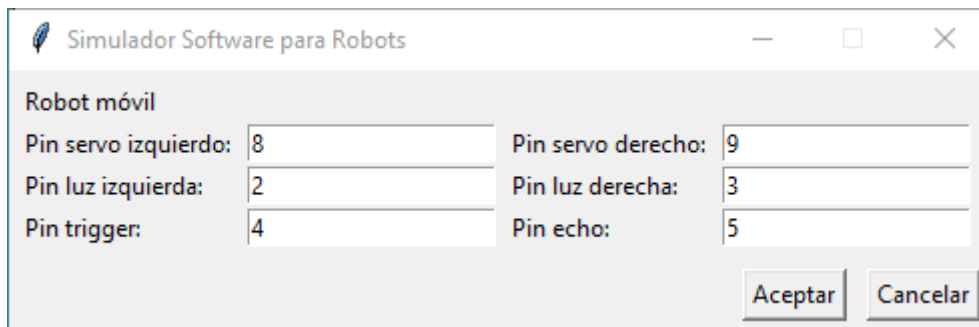 Simulador Software para Robots
Robot móvil
Pin servo izquierdo: 8 Pin servo derecho: 9
Pin luz izquierda: 2 Pin luz derecha: 3
Pin trigger: 4 Pin echo: 5
Aceptar Cancelar